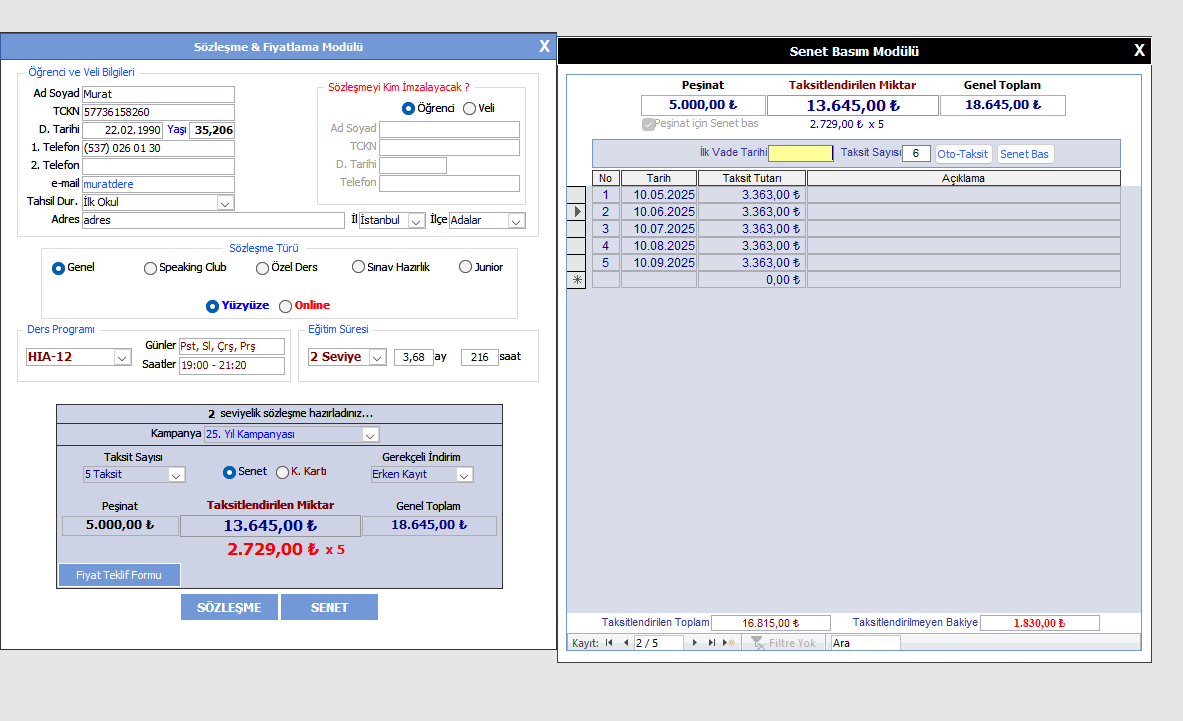 Sözleşme & Fiyatlama Modülü
X
Öğrenci ve Veli Bilgileri
Ad Soyad Murat
TCKN 57736158260
D. Tarihi 22.02.1990 Yaşı 35,206
1. Telefon (537) 026 01 30
2. Telefon
e-mail muratdere
Tahsil Dur. İlk Okul
Adres adres
İl İstanbul İlçe Adalar
Sözleşmeyi Kim İmzalayacak ?
Öğrenci Veli
Ad Soyad
TCKN
D. Tarihi
Telefon
Sözleşme Türü
Genel Speaking Club Özel Ders Sınav Hazırlık Junior
Yüzyüze Online
Ders Programı
HIA-12
Günler Pst, Sl, Çrş, Prş
Saatler 19:00 - 21:20
Eğitim Süresi
2 Seviye 3,68 ay 216 saat
2 seviyelik sözleşme hazırladınız...
Kampanya 25. Yıl Kampanyası
Taksit Sayısı Gerekçeli İndirim
5 Taksit Senet K. Kartı Erken Kayıt
Peşinat Taksitlendirilen Miktar Genel Toplam
5.000,00 ₺ 13.645,00 ₺ 18.645,00 ₺
2.729,00 ₺ x 5
Fiyat Teklif Formu
SÖZLEŞME SENET
Senet Basım Modülü
X
Peşinat Taksitlendirilen Miktar Genel Toplam
5.000,00 ₺ 13.645,00 ₺ 18.645,00 ₺
Peşinat için Senet bas 2.729,00 ₺ x 5
İlk Vade Tarihi Taksit Sayısı 6 Oto-Taksit Senet Bas
No Tarih Taksit Tutarı Açıklama
1 10.05.2025 3.363,00 ₺
2 10.06.2025 3.363,00 ₺
3 10.07.2025 3.363,00 ₺
4 10.08.2025 3.363,00 ₺
5 10.09.2025 3.363,00 ₺
0,00 ₺
Taksitlendirilen Toplam 16.815,00 ₺ Taksitlendirilmeyen Bakiye 1.830,00 ₺
Kayıt: 2 / 5 Filtre Yok Ara